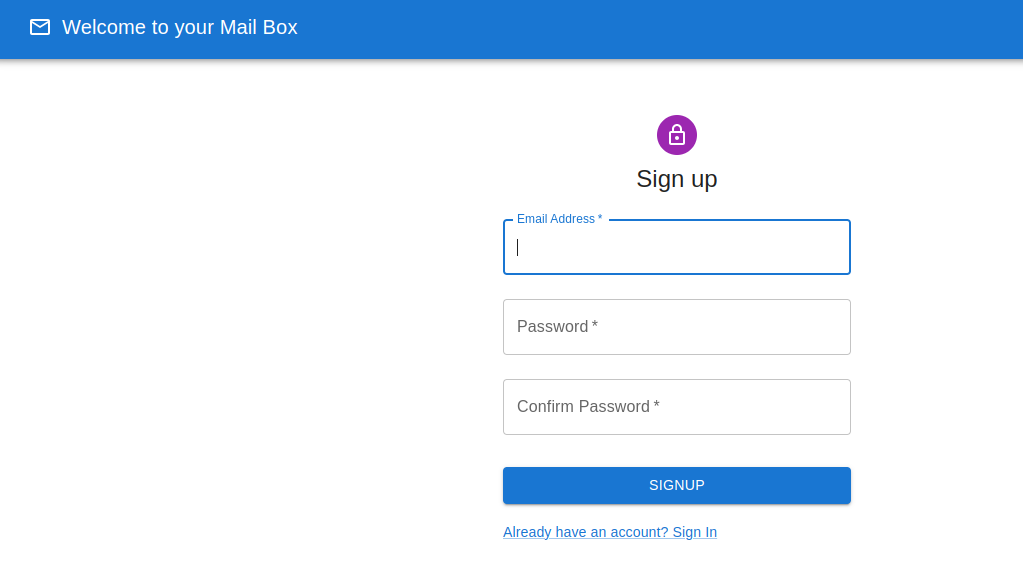 Welcome to your Mail Box
Sign up
Email Address *
Password *
Confirm Password *
SIGNUP
Already have an account? Sign In